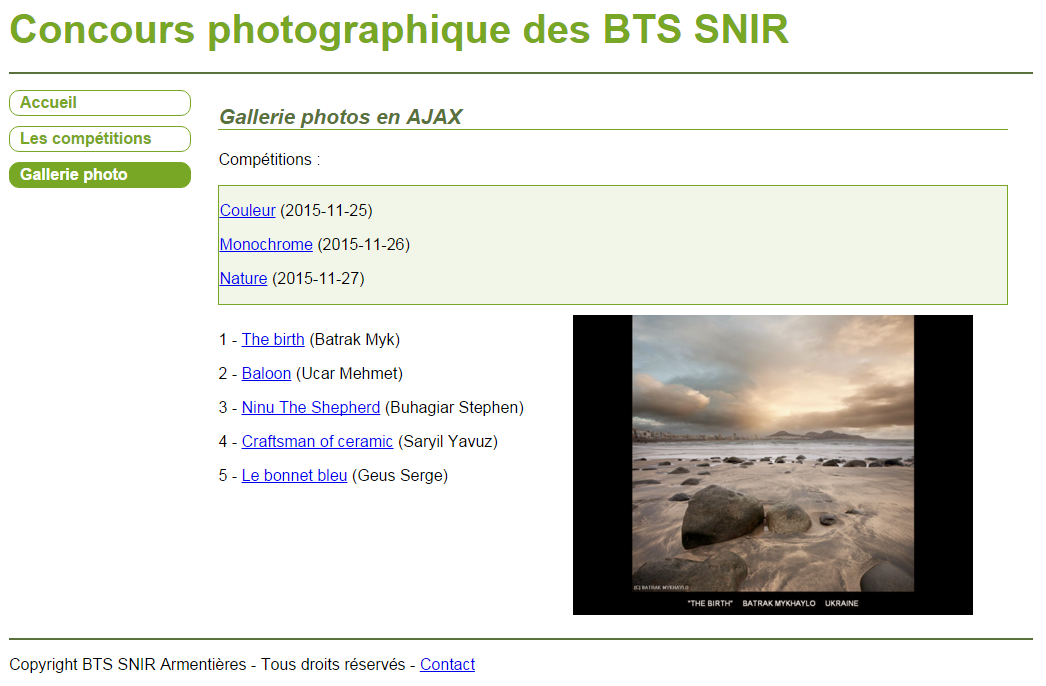 Concours photographique des BTS SNIR
Accueil
Les compétitions
Gallerie photo
Gallerie photos en AJAX
Compétitions :
Couleur (2015-11-25)
Monochrome (2015-11-26)
Nature (2015-11-27)
1 - The birth (Batrak Myk)
2 - Baloon (Ucar Mehmet)
3 - Ninu The Shepherd (Buhagiar Stephen)
4 - Craftsman of ceramic (Saryil Yavuz)
5 - Le bonnet bleu (Geus Serge)
(C) BATRAK MYKHAYLO
"THE BIRTH" BATRAK MYKHAYLO UKRAINE
Copyright BTS SNIR Armentières - Tous droits réservés - Contact